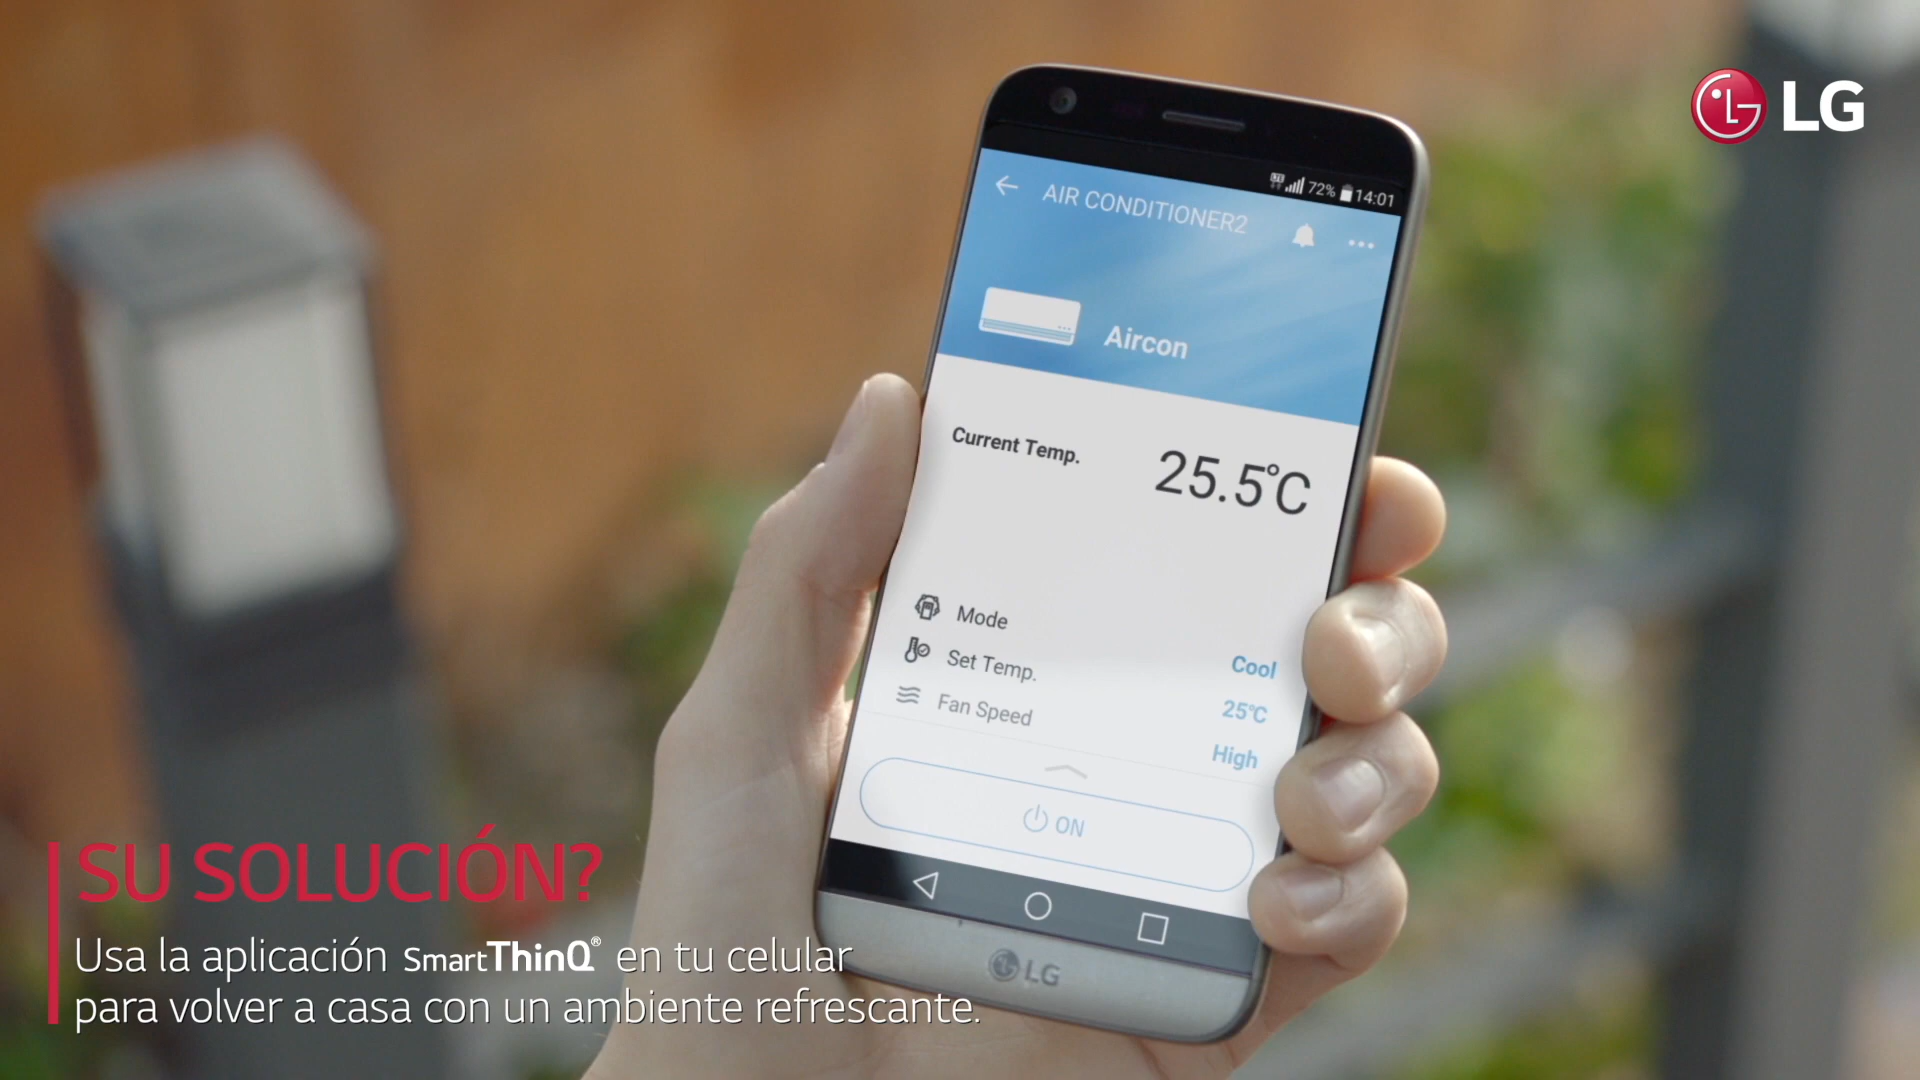 LG
LTE 72% 14:01
AIR CONDITIONER2
Aircon
Current Temp. 25.5°C
Mode Cool
Set Temp. 25°C
Fan Speed High
ON
LG
SU SOLUCIÓN?
Usa la aplicación SmartThinQ® en tu celular
para volver a casa con un ambiente refrescante.